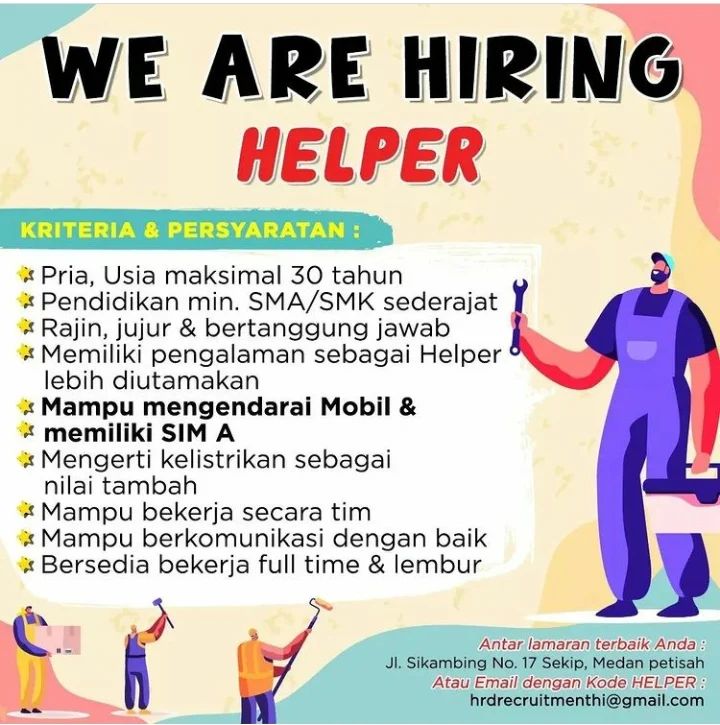 WE ARE HIRING
HELPER
KRITERIA & PERSYARATAN :
Pria, Usia maksimal 30 tahun
Pendidikan min. SMA/SMK sederajat
Rajin, jujur & bertanggung jawab
Memiliki pengalaman sebagai Helper
lebih diutamakan
Mampu mengendarai Mobil &
memiliki SIM A
Mengerti kelistrikan sebagai
nilai tambah
Mampu bekerja secara tim
Mampu berkomunikasi dengan baik
Bersedia bekerja full time & lembur
Antar lamaran terbaik Anda :
Jl. Sikambing No. 17 Sekip, Medan petisah
Atau Email dengan Kode HELPER :
hrdrecruitmenthi@gmail.com